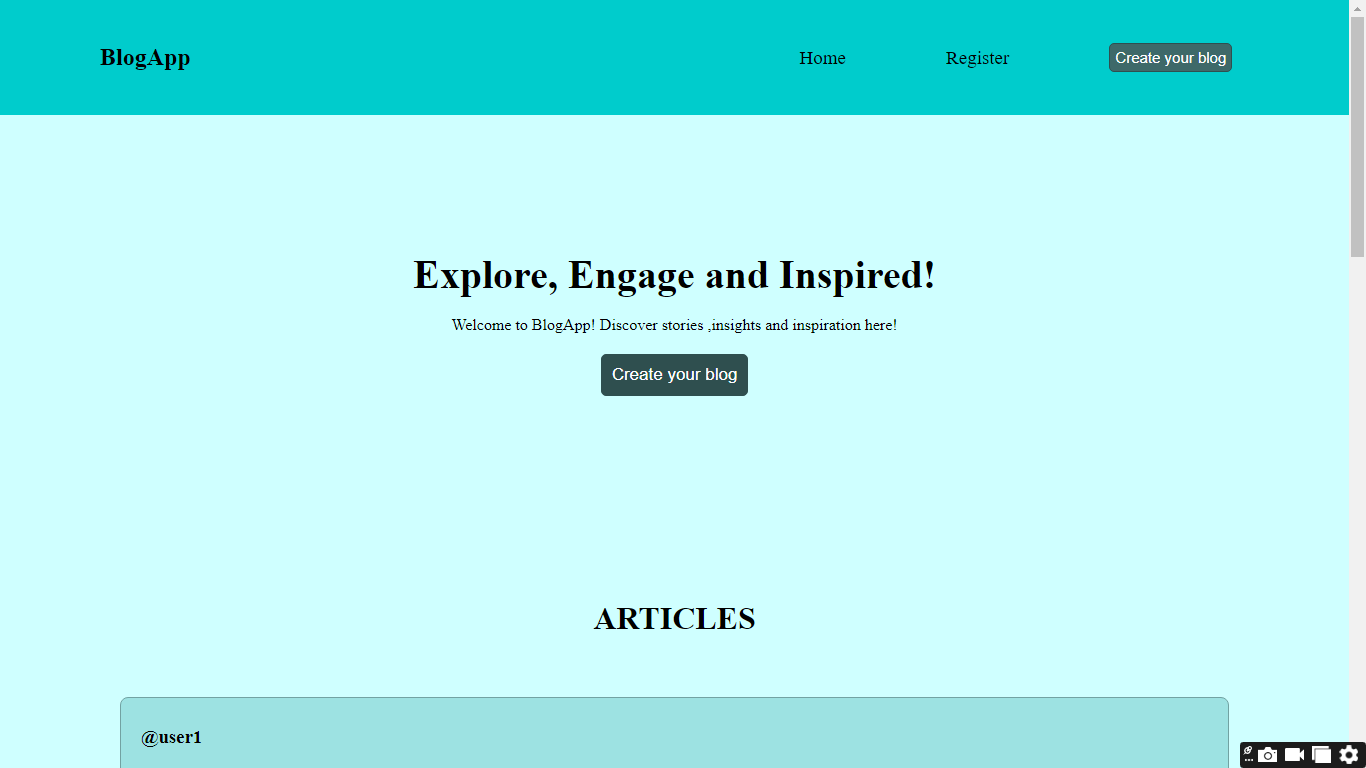 BlogApp
Home
Register
Create your blog
Explore, Engage and Inspired!
Welcome to BlogApp! Discover stories ,insights and inspiration here!
Create your blog
ARTICLES
@user1